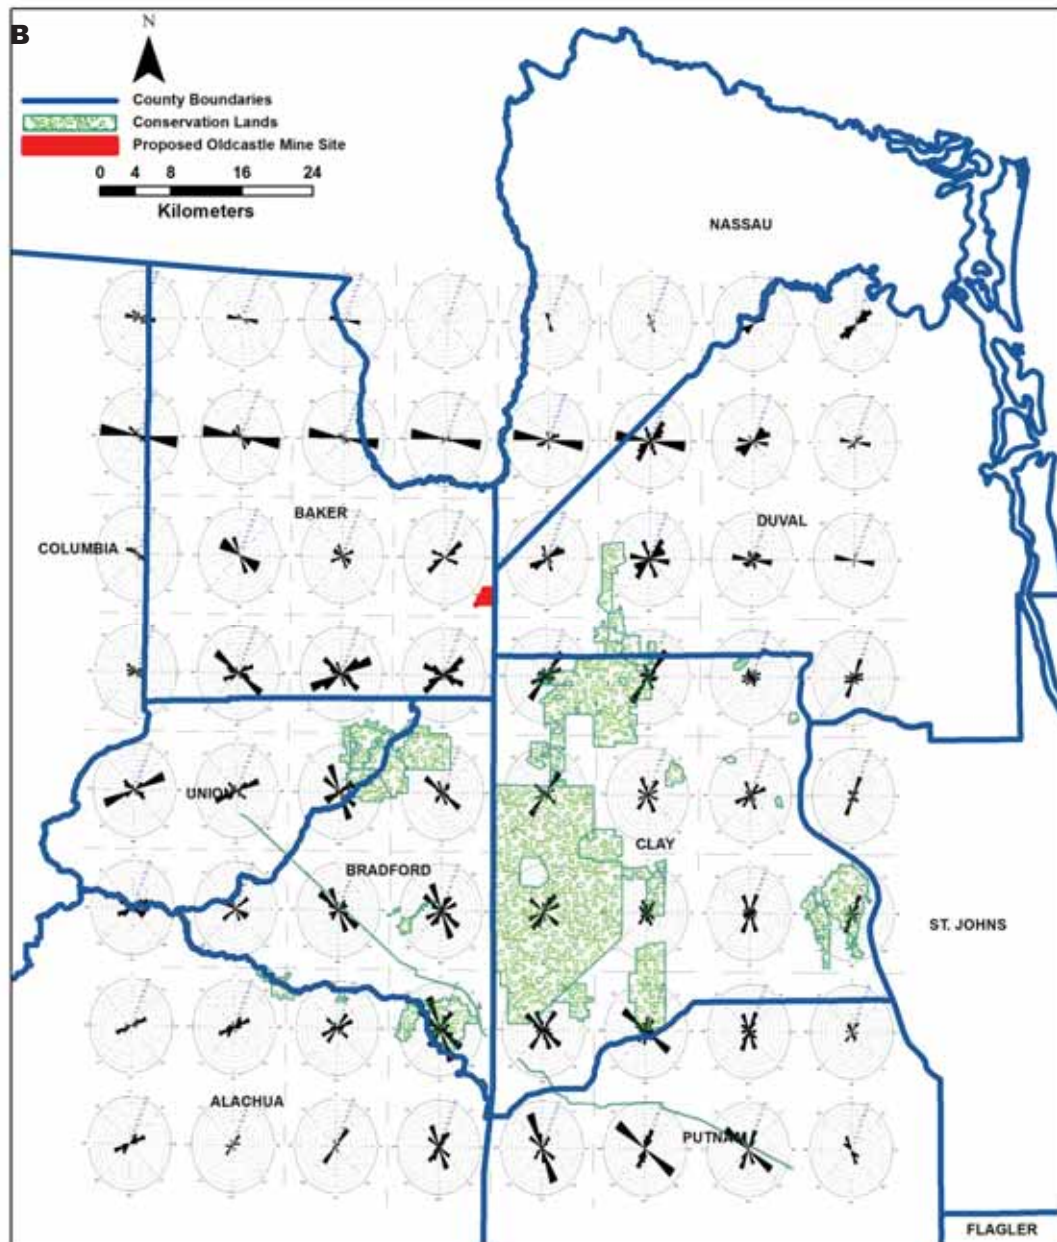 B
N
County Boundaries
Conservation Lands
Proposed Oldcastle Mine Site
0 4 8 16 24
Kilometers
NASSAU
BAKER
DUVAL
COLUMBIA
UNION
CLAY
BRADFORD
ST. JOHNS
ALACHUA
PUTNAM
FLAGLER